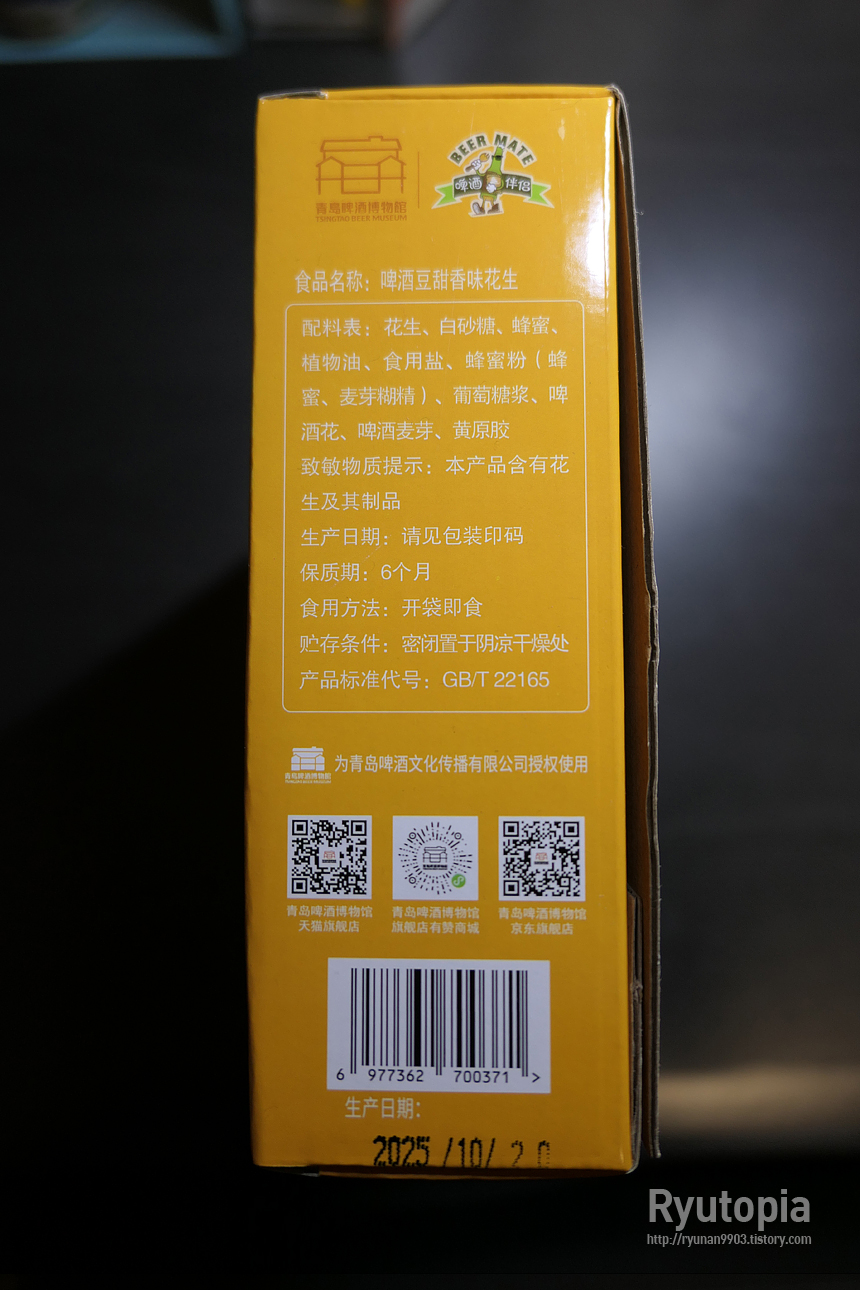 BEER MATE
啤酒 伴侣
青岛啤酒博物館
TSINGTAO BEER MUSEUM
食品名称：啤酒豆甜香味花生
配料表：花生、白砂糖、蜂蜜、
植物油、食用盐、蜂蜜粉（蜂
蜜、麦芽糊精）、葡萄糖浆、啤
酒花、啤酒麦芽、黄原胶
致敏物质提示：本产品含有花
生及其制品
生产日期：请见包装印码
保质期：6个月
食用方法：开袋即食
贮存条件：密闭置于阴凉干燥处
产品标准代号：GB/T 22165
青岛啤酒博物館
TSINGTAO BEER MUSEUM
为青岛啤酒文化传播有限公司授权使用
青岛啤酒博物馆
天猫旗舰店
青岛啤酒博物馆
旗舰店有赞商城
青岛啤酒博物馆
京东旗舰店
6 977362 700371 >
生产日期：
2025/10/20
Ryutopia
http://ryunan9903.tistory.com